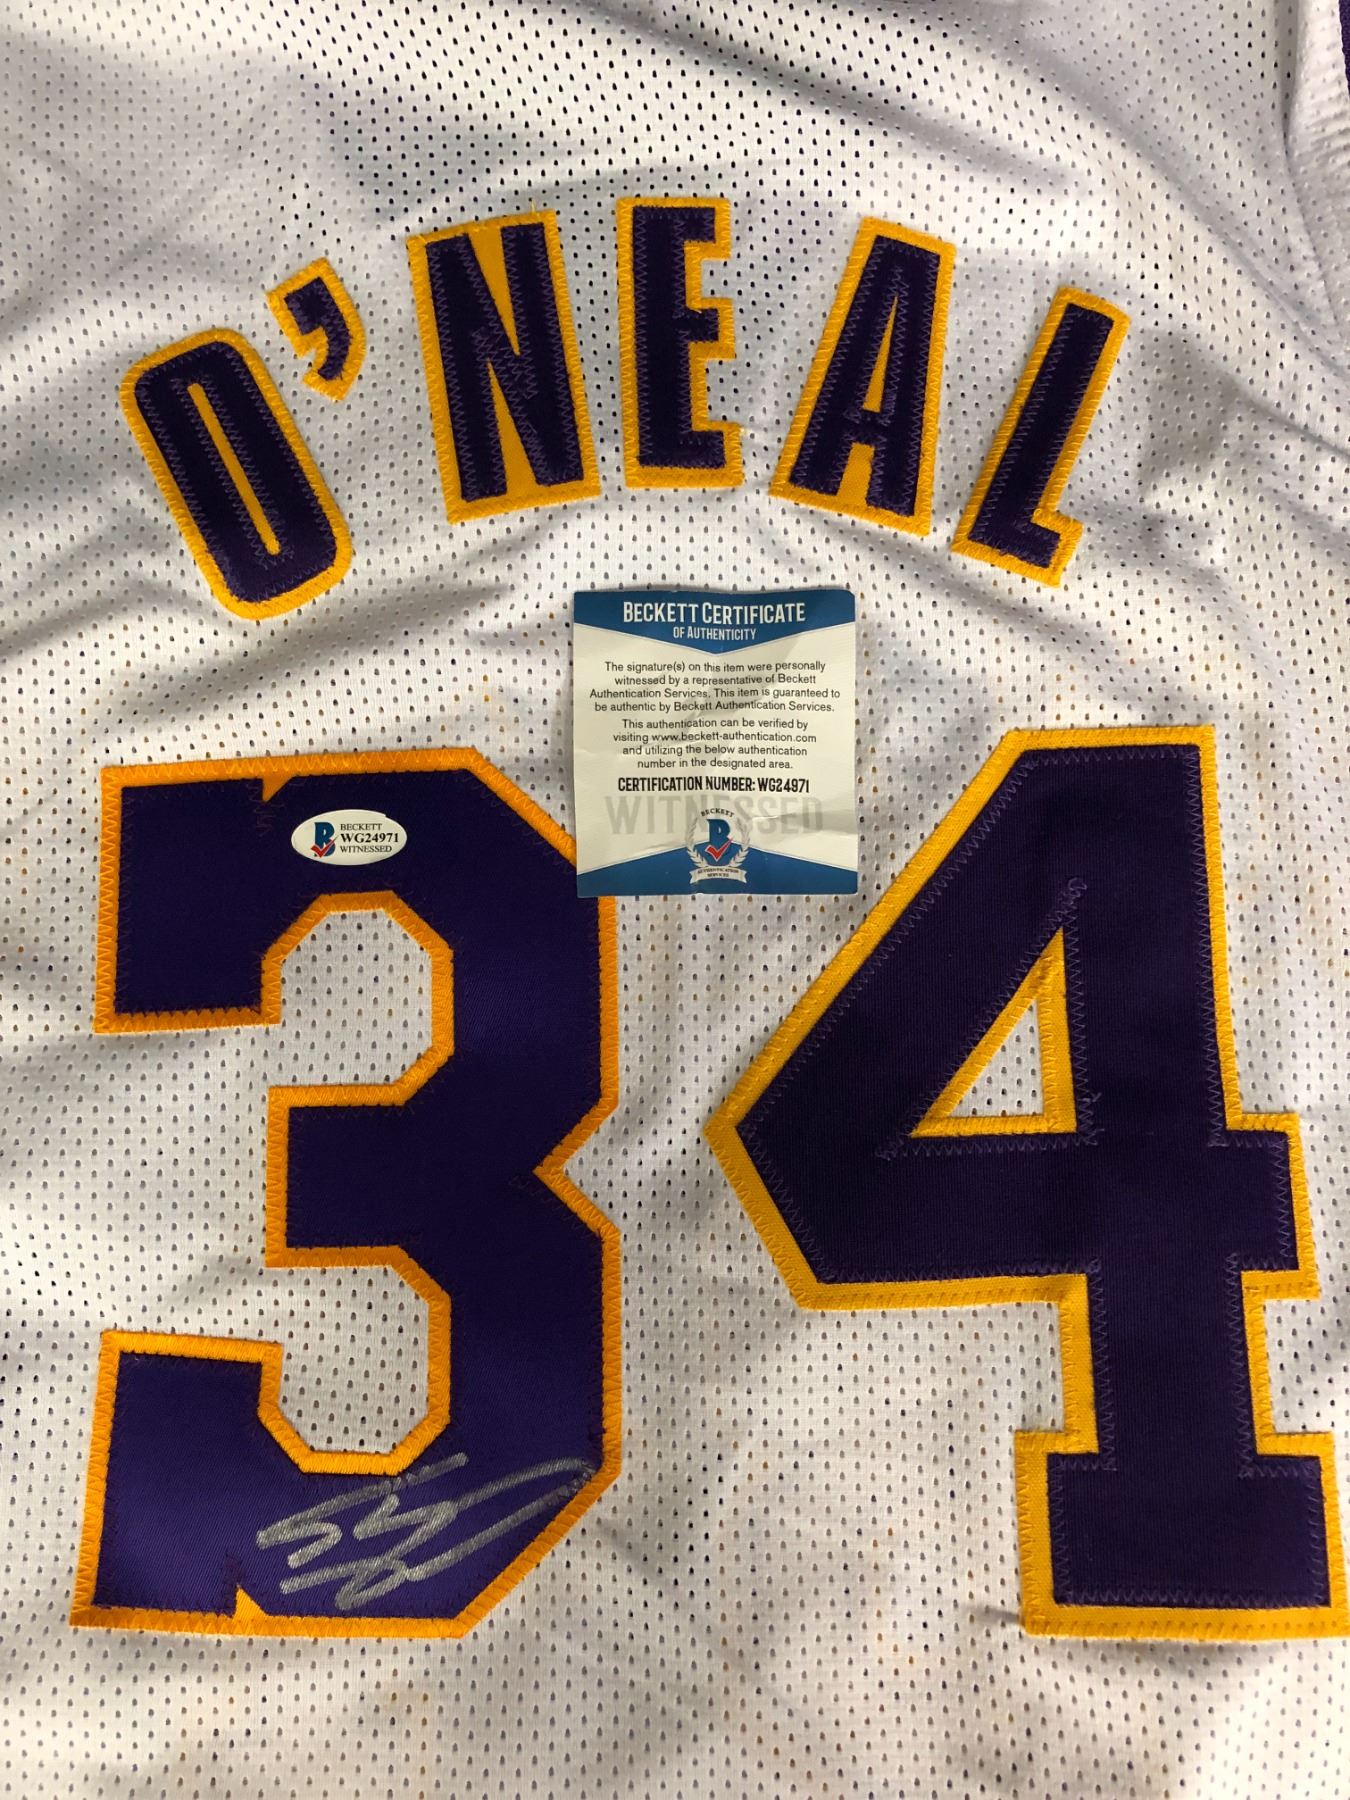 O'NEAL
BECKETT CERTIFICATE
OF AUTHENTICITY
The signature(s) on this item were personally
witnessed by a representative of Beckett
Authentication Services. This item is guaranteed to
be authentic by Beckett Authentication Services.
This authentication can be verified by
visiting www.beckett-authentication.com
and utilizing the below authentication
number in the designated area.
CERTIFICATION NUMBER: WG24971
WITNESSED
BECKETT
B
AUTHENTICATION
SERVICES
34
B
BECKETT
WG24971
WITNESSED